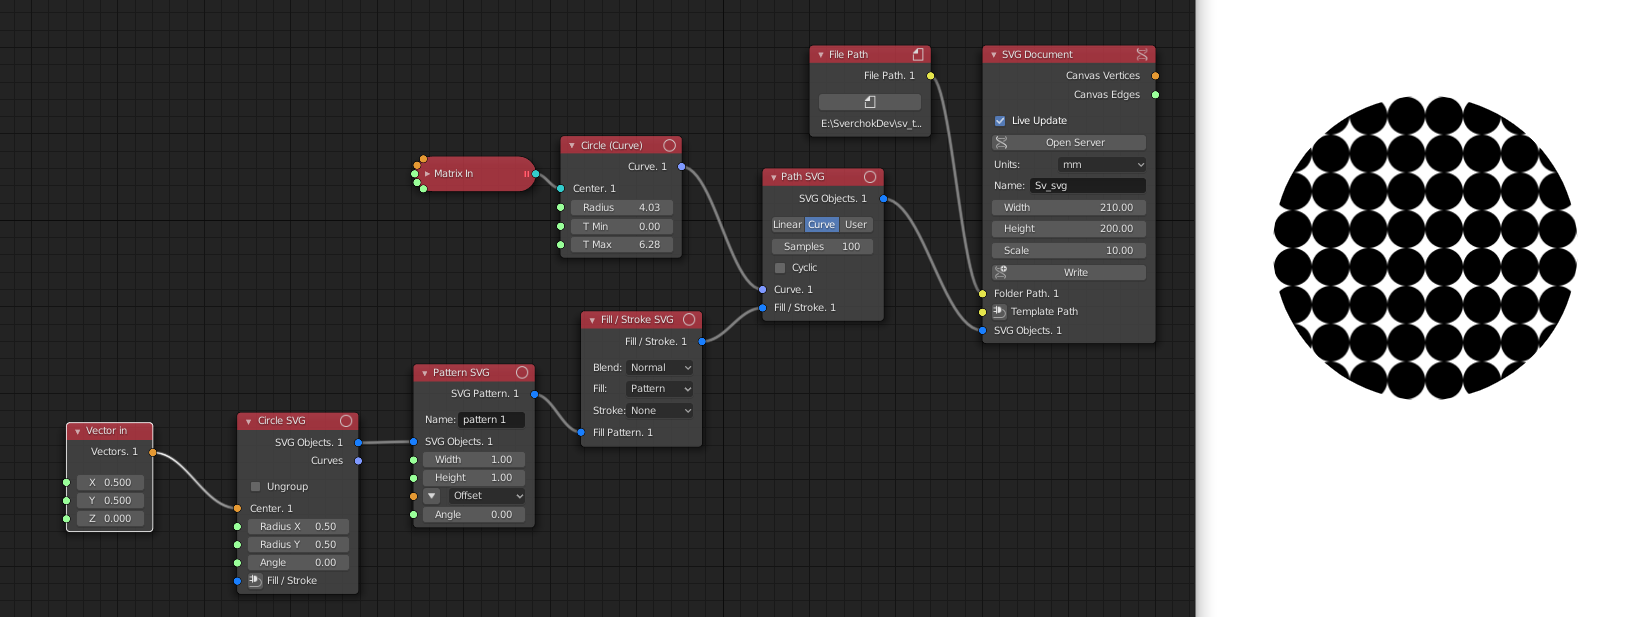 File Path
File Path. 1
E:\SverchokDev\sv_t...
SVG Document
Canvas Vertices
Canvas Edges
Live Update
Open Server
Units: mm
Name: Sv_svg
Width 210.00
Height 200.00
Scale 10.00
Write
Folder Path. 1
Template Path
SVG Objects. 1
Matrix In
Circle (Curve)
Curve. 1
Center. 1
Radius 4.03
T Min 0.00
T Max 6.28
Path SVG
SVG Objects. 1
Linear Curve User
Samples 100
Cyclic
Curve. 1
Fill / Stroke. 1
Fill / Stroke SVG
Fill / Stroke. 1
Blend: Normal
Fill: Pattern
Stroke: None
Fill Pattern. 1
Pattern SVG
SVG Pattern. 1
Name: pattern 1
SVG Objects. 1
Width 1.00
Height 1.00
Offset
Angle 0.00
Circle SVG
SVG Objects. 1
Curves
Ungroup
Center. 1
Radius X 0.50
Radius Y 0.50
Angle 0.00
Fill / Stroke
Vector in
Vectors. 1
X 0.500
Y 0.500
Z 0.000